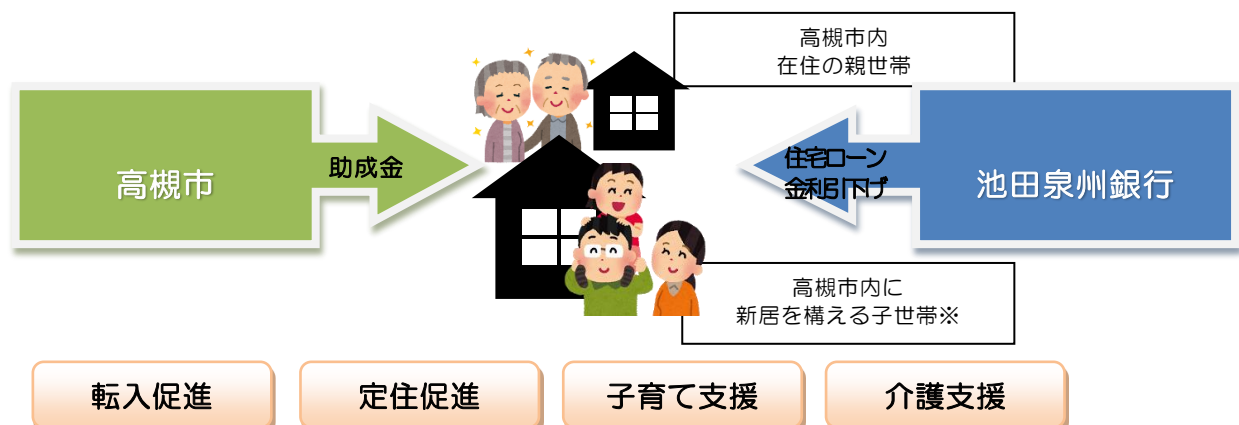 高槻市内
在住の親世帯
高槻市
助成金
住宅ローン
金利引下げ
池田泉州銀行
高槻市内に
新居を構える子世帯※
転入促進
定住促進
子育て支援
介護支援